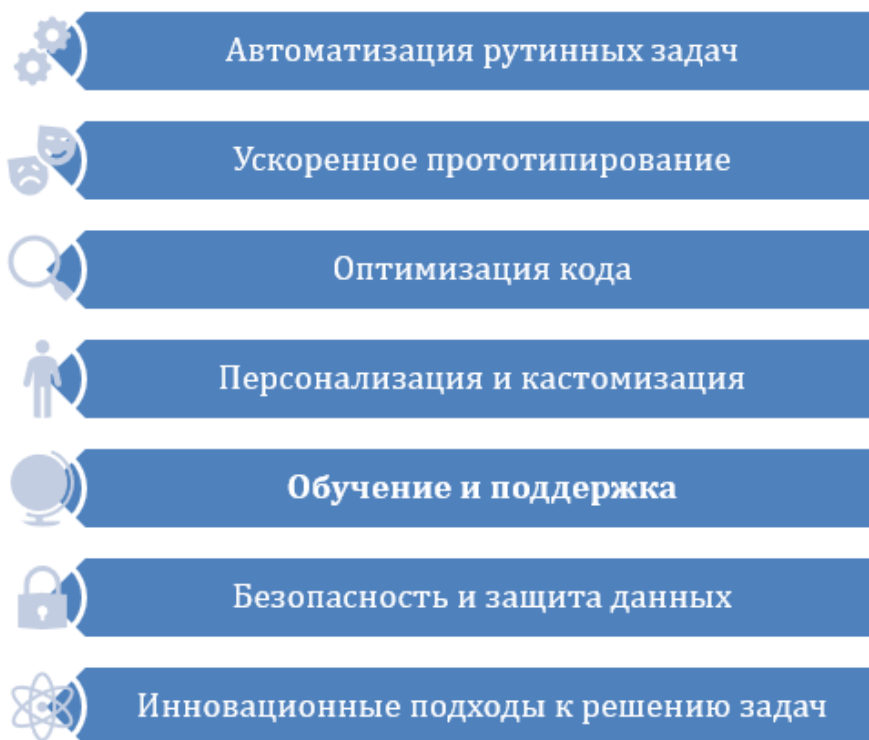 Автоматизация рутинных задач
Ускоренное прототипирование
Оптимизация кода
Персонализация и кастомизация
Обучение и поддержка
Безопасность и защита данных
Инновационные подходы к решению задач